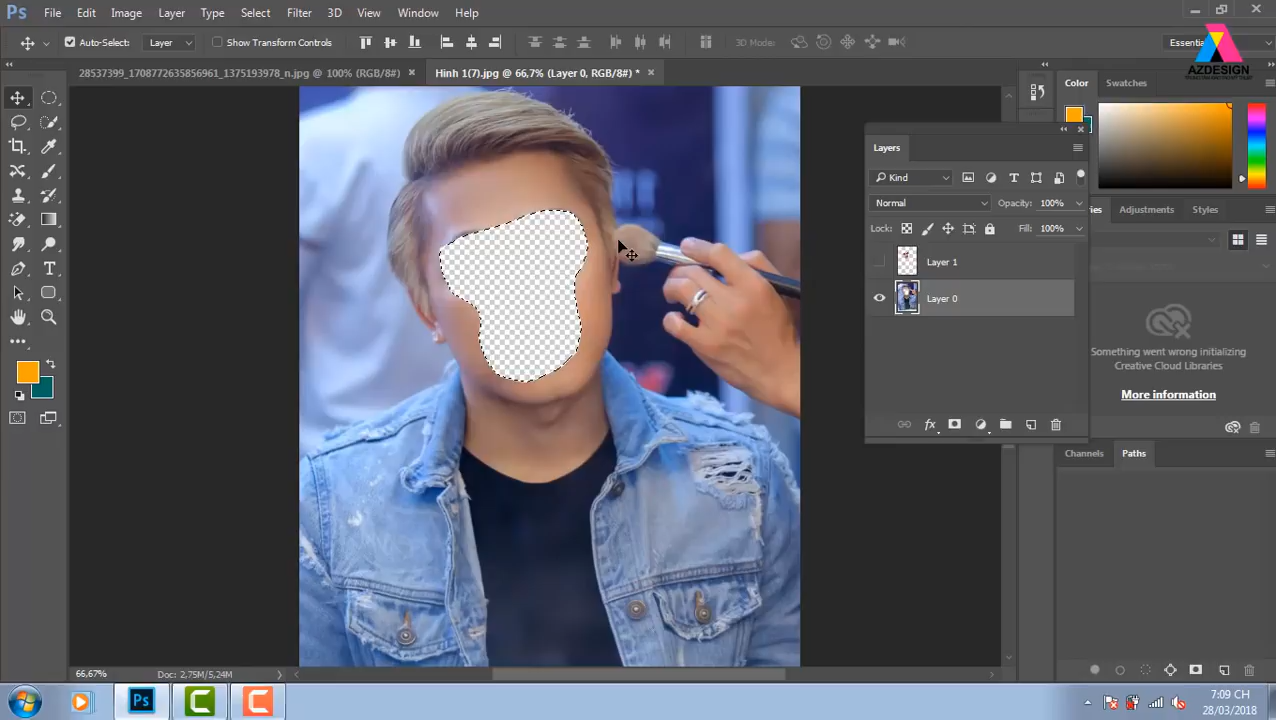 Ps File Edit Image Layer Type Select Filter 3D View Window Help
Auto-Select: Layer Show Transform Controls 3D Mode:
AZDESIGN
28537399_1708772635856961_1375193978_n.jpg @ 100% (RGB/8#) × Hinh 1(7).jpg @ 66,7% (Layer 0, RGB/8#) * ×
Color Swatches
Layers
Kind
Normal Opacity: 100%
Lock: Fill: 100%
Layer 1
Layer 0
fx
Adjustments Styles
Something went wrong initializing
Creative Cloud Libraries
More information
Channels Paths
66,67% Doc: 2,75M/5,24M
Ps
7:09 CH
28/03/2018